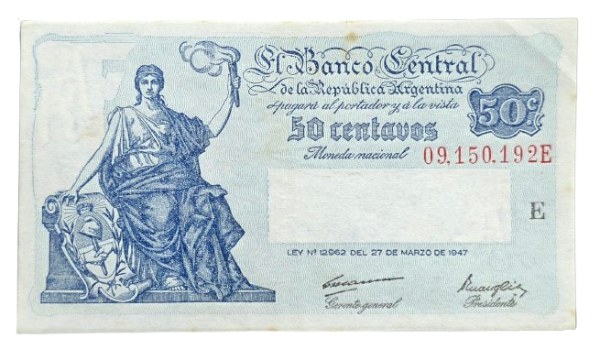 El Banco Central
de la República Argentina
pagará al portador y á la vista
50 centavos
50c
Moneda nacional
09,150.192E
E
LEY Nº 12.962 DEL 27 DE MARZO DE 1947
Gerente general
Presidente